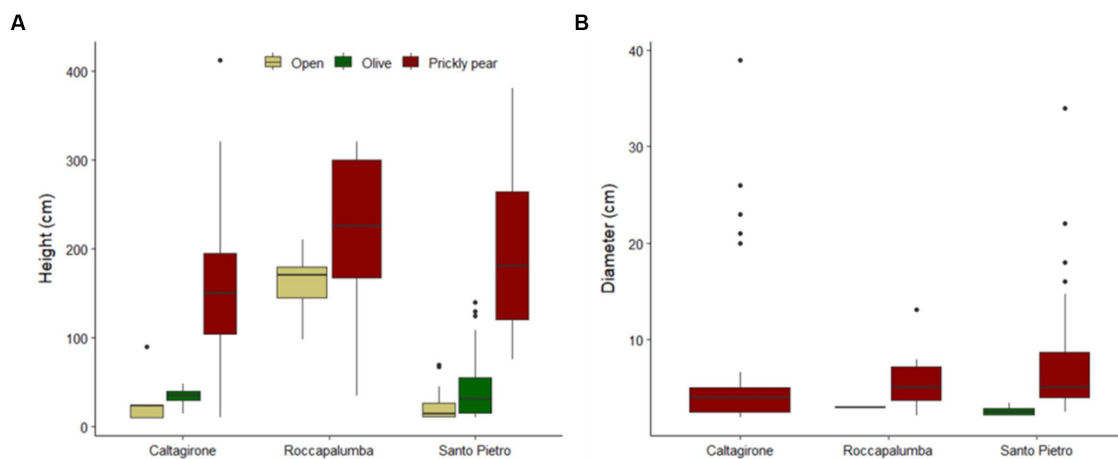 A
Height (cm)
400
300
200
100
0
Open Olive Prickly pear
Caltagirone Roccapalumba Santo Pietro
B
Diameter (cm)
40
30
20
10
Caltagirone Roccapalumba Santo Pietro